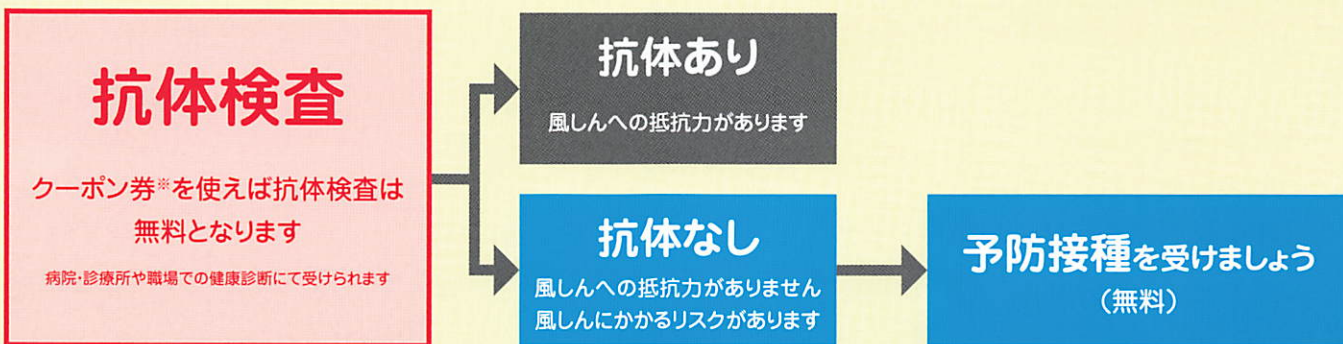 抗体検査
クーポン券※を使えば抗体検査は
無料となります
病院・診療所や職場での健康診断にて受けられます
抗体あり
風しんへの抵抗力があります
抗体なし
風しんへの抵抗力がありません
風しんにかかるリスクがあります
予防接種を受けましょう
（無料）